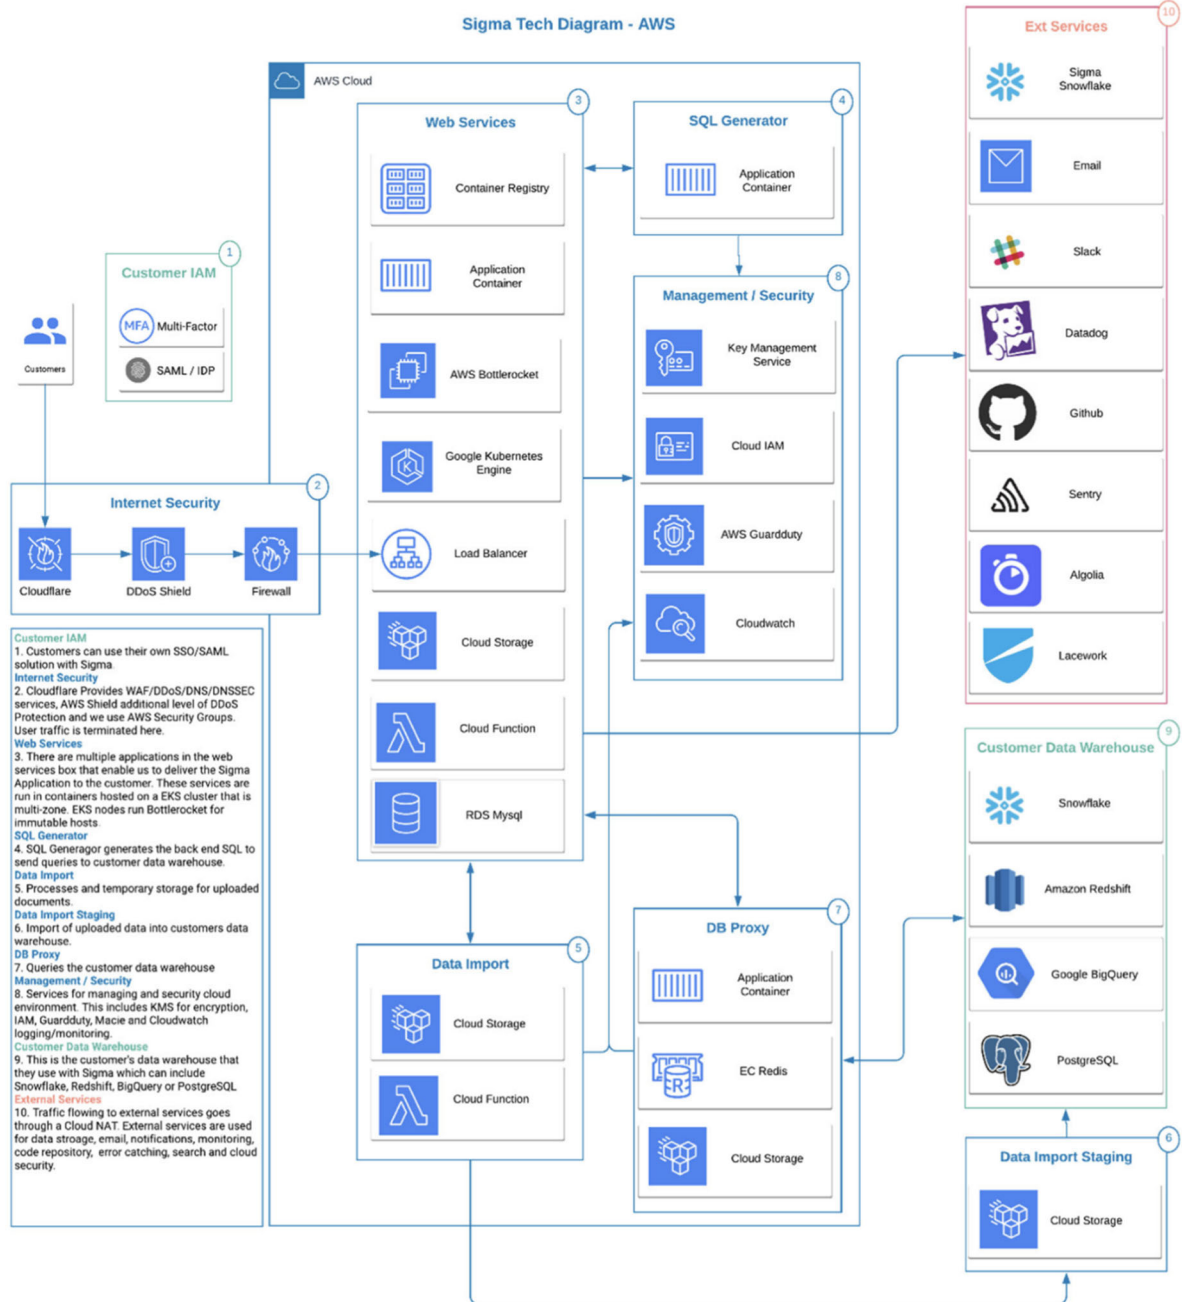 Sigma Tech Diagram - AWS
AWS Cloud
3
Web Services
Container Registry
Application
Container
AWS Bottlerocket
Google Kubernetes
Engine
Load Balancer
Cloud Storage
Cloud Function
RDS Mysql
4
SQL Generator
Application
Container
8
Management / Security
Key Management
Service
Cloud IAM
AWS Guardduty
Cloudwatch
10
Ext Services
Sigma
Snowflake
Email
Slack
Datadog
Github
Sentry
Algolia
Lacework
1
Customer IAM
MFA Multi-Factor
SAML / IDP
Customers
2
Internet Security
Cloudflare
DDoS Shield
Firewall
Customer IAM
1. Customers can use their own SSO/SAML
solution with Sigma.
Internet Security
2. Cloudflare Provides WAF/DDoS/DNS/DNSSEC
services, AWS Shield additional level of DDoS
Protection and we use AWS Security Groups.
User traffic is terminated here.
Web Services
3. There are multiple applications in the web
services box that enable us to deliver the Sigma
Application to the customer. These services are
run in containers hosted on a EKS cluster that is
multi-zone. EKS nodes run Bottlerocket for
immutable hosts.
SQL Generator
4. SQL Generagor generates the back end SQL to
send queries to customer data warehouse.
Data Import
5. Processes and temporary storage for uploaded
documents.
Data Import Staging
6. Import of uploaded data into customers data
warehouse.
DB Proxy
7. Queries the customer data warehouse
Management / Security
8. Services for managing and security cloud
environment. This includes KMS for encryption,
IAM, Guardduty, Macie and Cloudwatch
logging/monitoring.
Customer Data Warehouse
9. This is the customer's data warehouse that
they use with Sigma which can include
Snowflake, Redshift, BigQuery or PostgreSQL
External Services
10. Traffic flowing to external services goes
through a Cloud NAT. External services are used
for data stroage, email, notifications, monitoring,
code repository, error catching, search and cloud
security.
5
Data Import
Cloud Storage
Cloud Function
7
DB Proxy
Application
Container
R
EC Redis
Cloud Storage
9
Customer Data Warehouse
Snowflake
Amazon Redshift
Google BigQuery
PostgreSQL
6
Data Import Staging
Cloud Storage